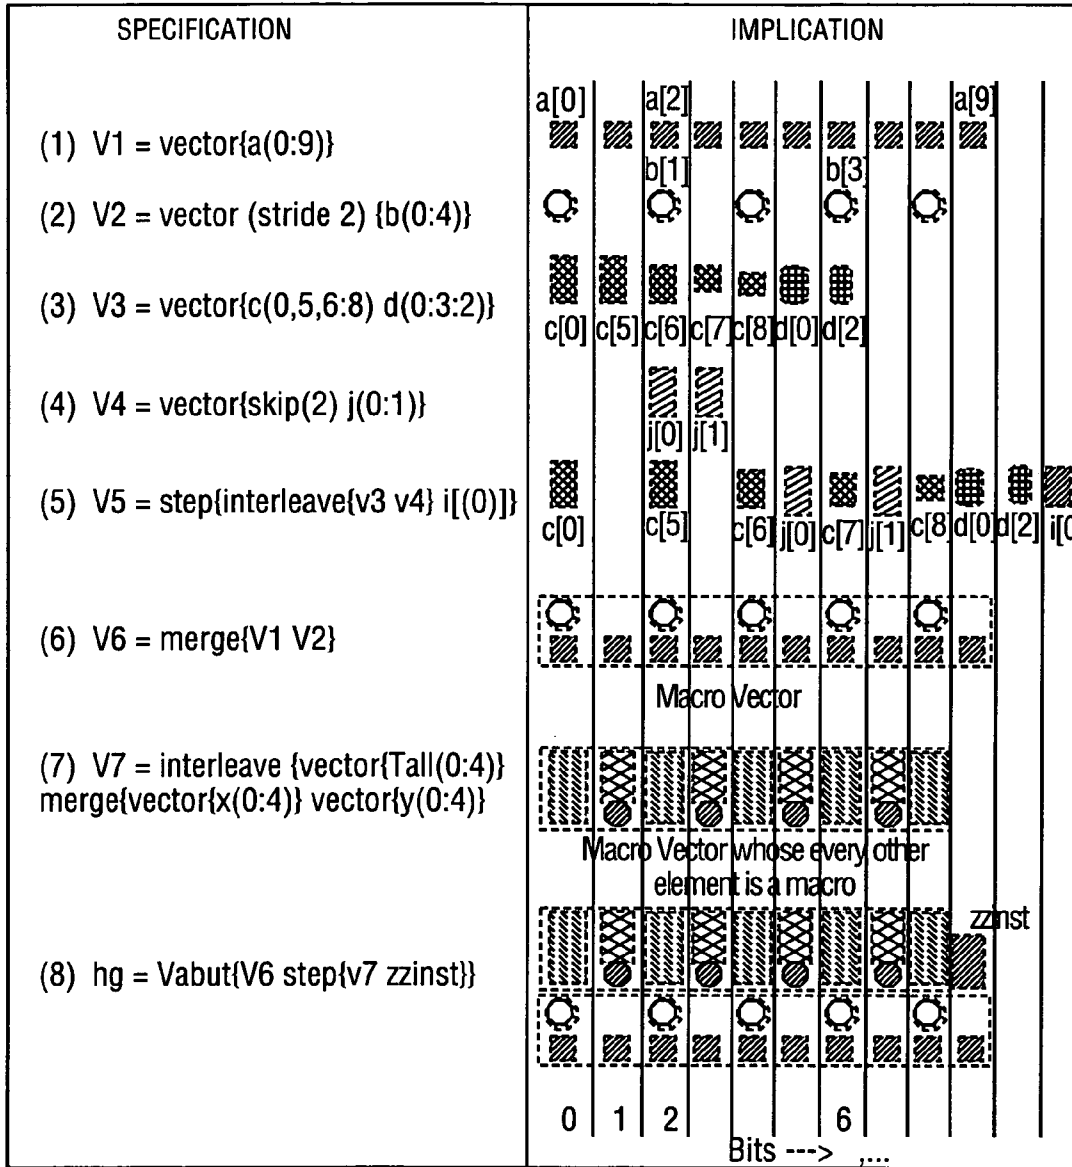 SPECIFICATION
IMPLICATION
a[0] a[2] a[9]
(1) V1 = vector{a(0:9)}
b[1] b[3]
(2) V2 = vector (stride 2) {b(0:4)}
(3) V3 = vector{c(0,5,6:8) d(0:3:2)}
c[0] c[5] c[6] c[7] c[8] d[0] d[2]
(4) V4 = vector{skip(2) j(0:1)}
j[0] j[1]
(5) V5 = step{interleave{v3 v4} i[(0)]}
c[0] c[5] c[6] j[0] c[7] j[1] c[8] d[0] d[2] i[0
(6) V6 = merge{V1 V2}
Macro Vector
(7) V7 = interleave {vector{Tall(0:4)}
merge{vector{x(0:4)} vector{y(0:4)}
Macro Vector whose every other
element is a macro
zzinst
(8) hg = Vabut{V6 step{v7 zzinst}}
0 1 2 6
Bits ---> ,...